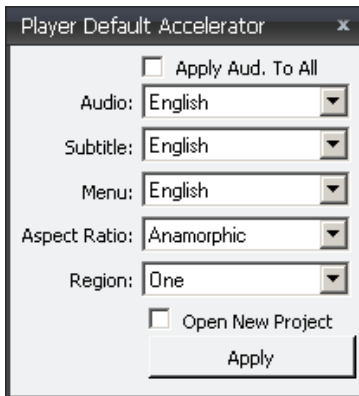 Player Default Accelerator x
Apply Aud. To All
Audio: English
Subtitle: English
Menu: English
Aspect Ratio: Anamorphic
Region: One
Open New Project
Apply